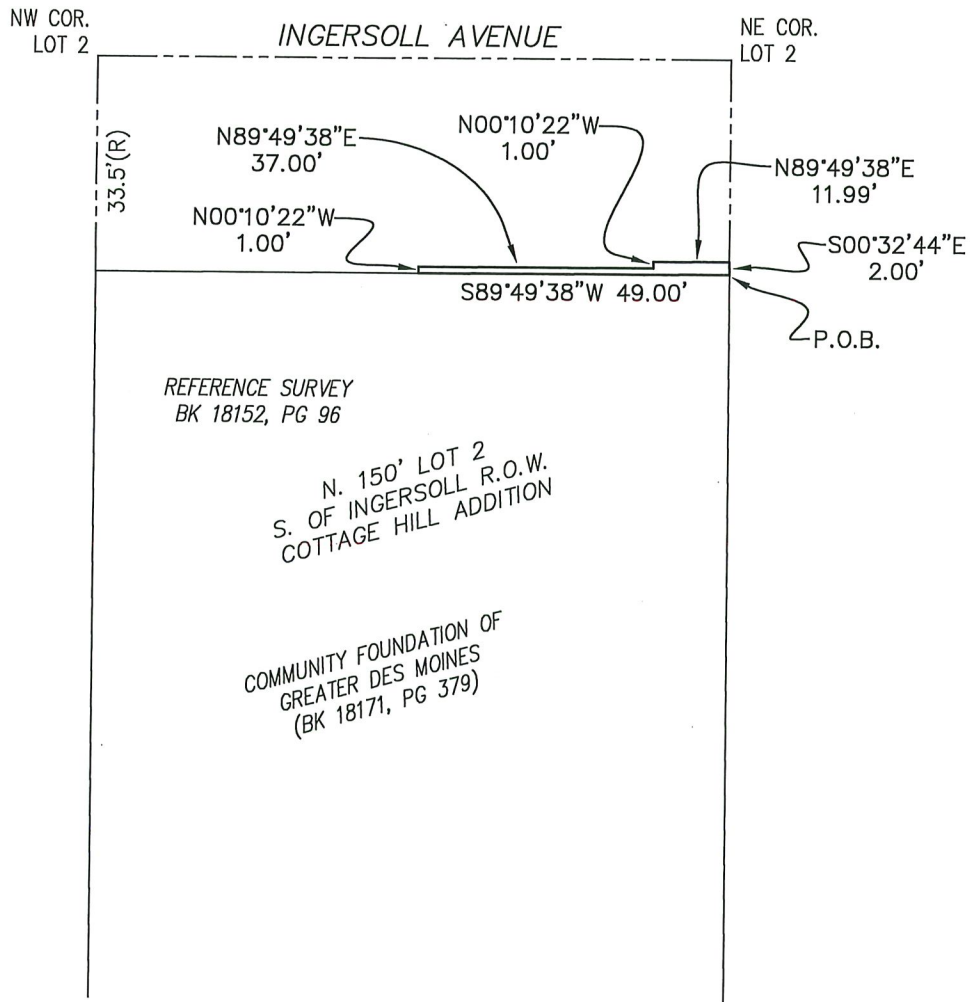 NW COR.
LOT 2
INGERSOLL AVENUE
NE COR.
LOT 2
33.5'(R)
N89°49'38"E
37.00'
N00°10'22"W
1.00'
N89°49'38"E
11.99'
N00°10'22"W
1.00'
S00°32'44"E
2.00'
S89°49'38"W 49.00'
P.O.B.
REFERENCE SURVEY
BK 18152, PG 96
N. 150' LOT 2
S. OF INGERSOLL R.O.W.
COTTAGE HILL ADDITION
COMMUNITY FOUNDATION OF
GREATER DES MOINES
(BK 18171, PG 379)